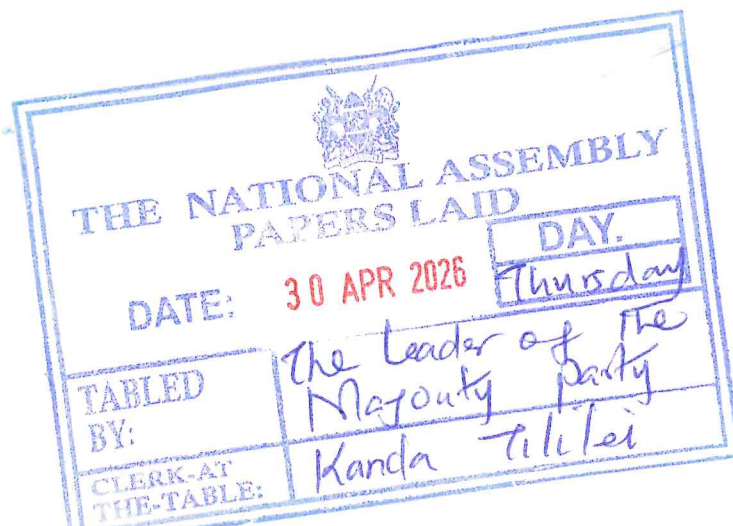 THE NATIONAL ASSEMBLY
PAPERS LAID
DATE: 30 APR 2026
DAY.
Thursday
TABLED BY:
The Leader of The
Majority party
CLERK-AT THE-TABLE:
Kanda Tililei